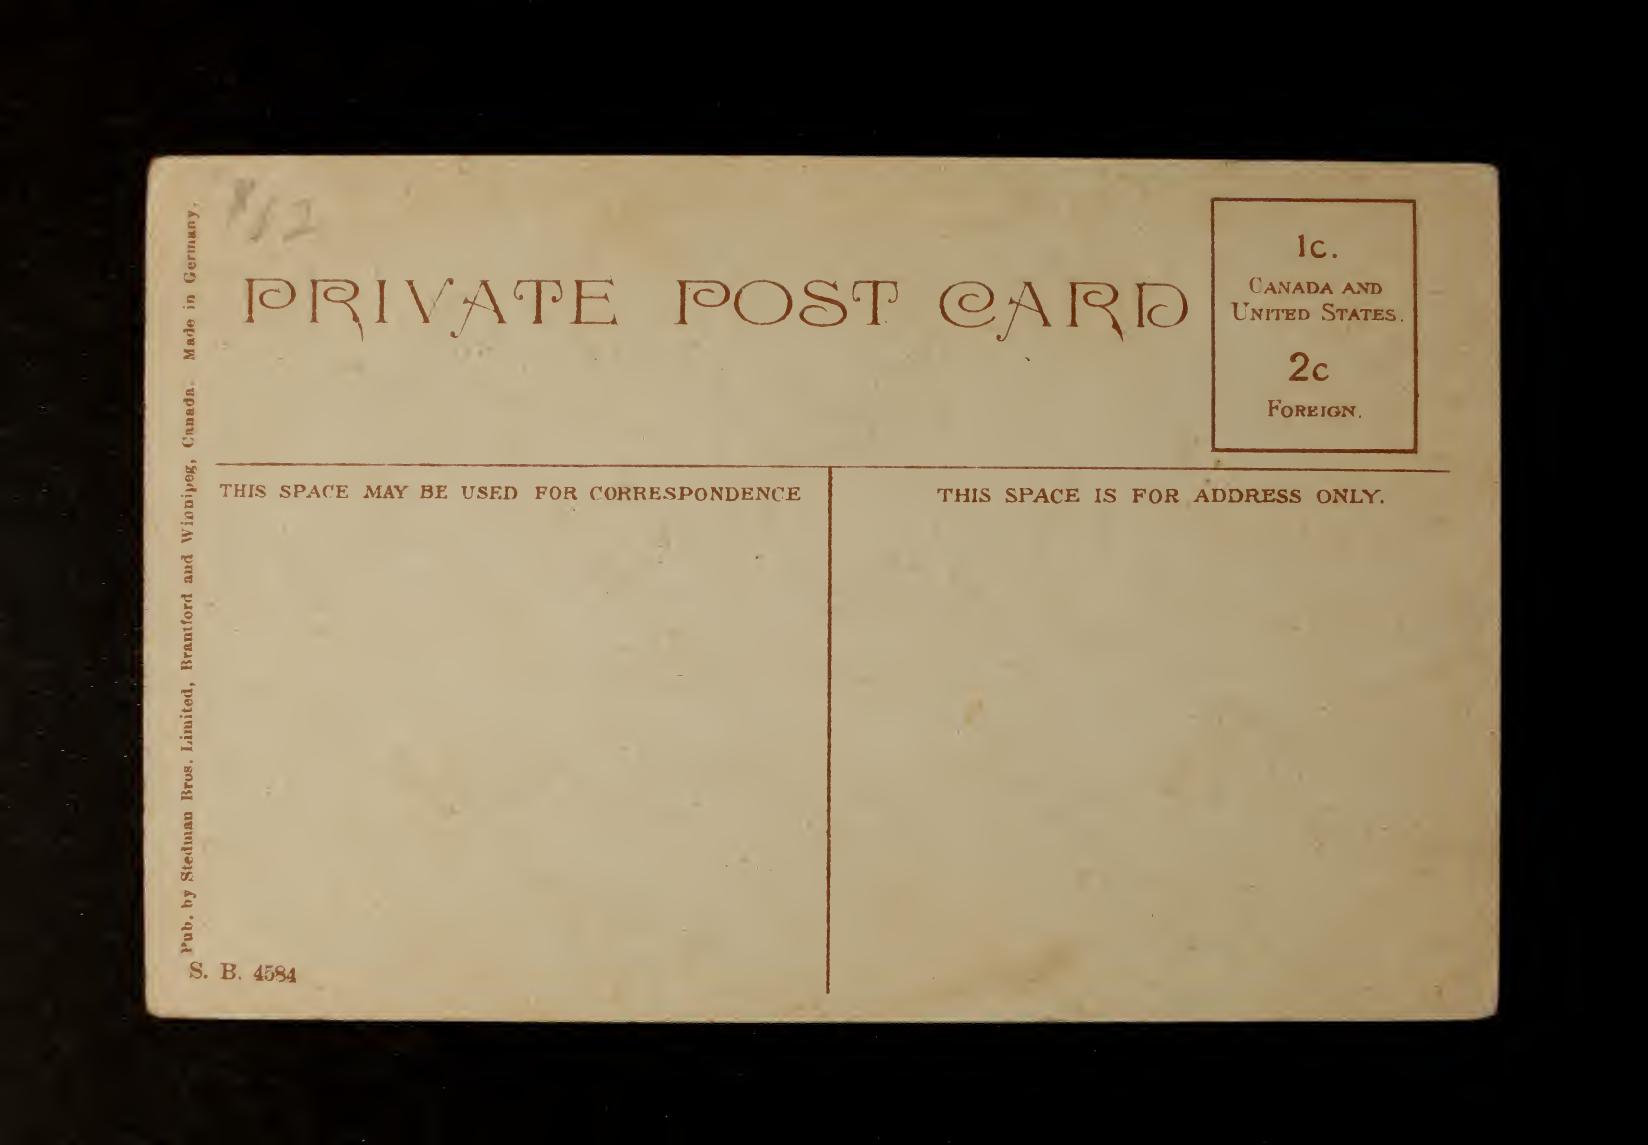 PRIVATE POST CARD
1c.
CANADA AND
UNITED STATES.
2c
FOREIGN.
THIS SPACE MAY BE USED FOR CORRESPONDENCE
THIS SPACE IS FOR ADDRESS ONLY.
Pub. by Stedman Bros. Limited, Brantford and Winnipeg, Canada. Made in Germany.
S. B. 4584